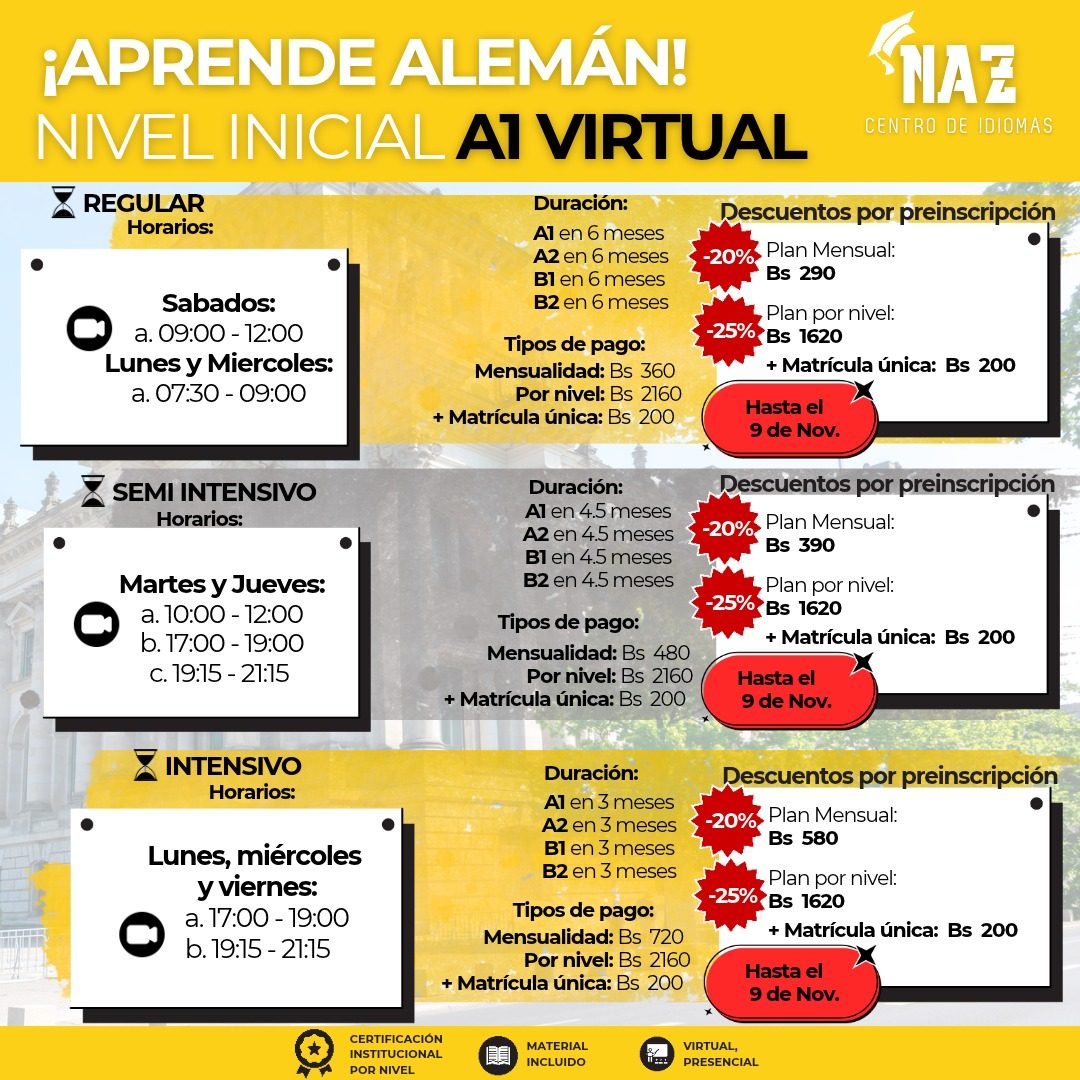 ¡APRENDE ALEMÁN!
NIVEL INICIAL A1 VIRTUAL
NAZ
CENTRO DE IDIOMAS
REGULAR
Horarios:
Sabados:
a. 09:00 - 12:00
Lunes y Miercoles:
a. 07:30 - 09:00
Duración:
A1 en 6 meses
A2 en 6 meses
B1 en 6 meses
B2 en 6 meses
Tipos de pago:
Mensualidad: Bs 360
Por nivel: Bs 2160
+ Matrícula única: Bs 200
Descuentos por preinscripción
-20%
Plan Mensual:
Bs 290
-25%
Plan por nivel:
Bs 1620
+ Matrícula única: Bs 200
Hasta el
9 de Nov.
SEMI INTENSIVO
Horarios:
Martes y Jueves:
a. 10:00 - 12:00
b. 17:00 - 19:00
c. 19:15 - 21:15
Duración:
A1 en 4.5 meses
A2 en 4.5 meses
B1 en 4.5 meses
B2 en 4.5 meses
Tipos de pago:
Mensualidad: Bs 480
Por nivel: Bs 2160
+ Matrícula única: Bs 200
Descuentos por preinscripción
-20%
Plan Mensual:
Bs 390
-25%
Plan por nivel:
Bs 1620
+ Matrícula única: Bs 200
Hasta el
9 de Nov.
INTENSIVO
Horarios:
Lunes, miércoles
y viernes:
a. 17:00 - 19:00
b. 19:15 - 21:15
Duración:
A1 en 3 meses
A2 en 3 meses
B1 en 3 meses
B2 en 3 meses
Tipos de pago:
Mensualidad: Bs 720
Por nivel: Bs 2160
+ Matrícula única: Bs 200
Descuentos por preinscripción
-20%
Plan Mensual:
Bs 580
-25%
Plan por nivel:
Bs 1620
+ Matrícula única: Bs 200
Hasta el
9 de Nov.
CERTIFICACIÓN
INSTITUCIONAL
POR NIVEL
MATERIAL
INCLUIDO
VIRTUAL,
PRESENCIAL